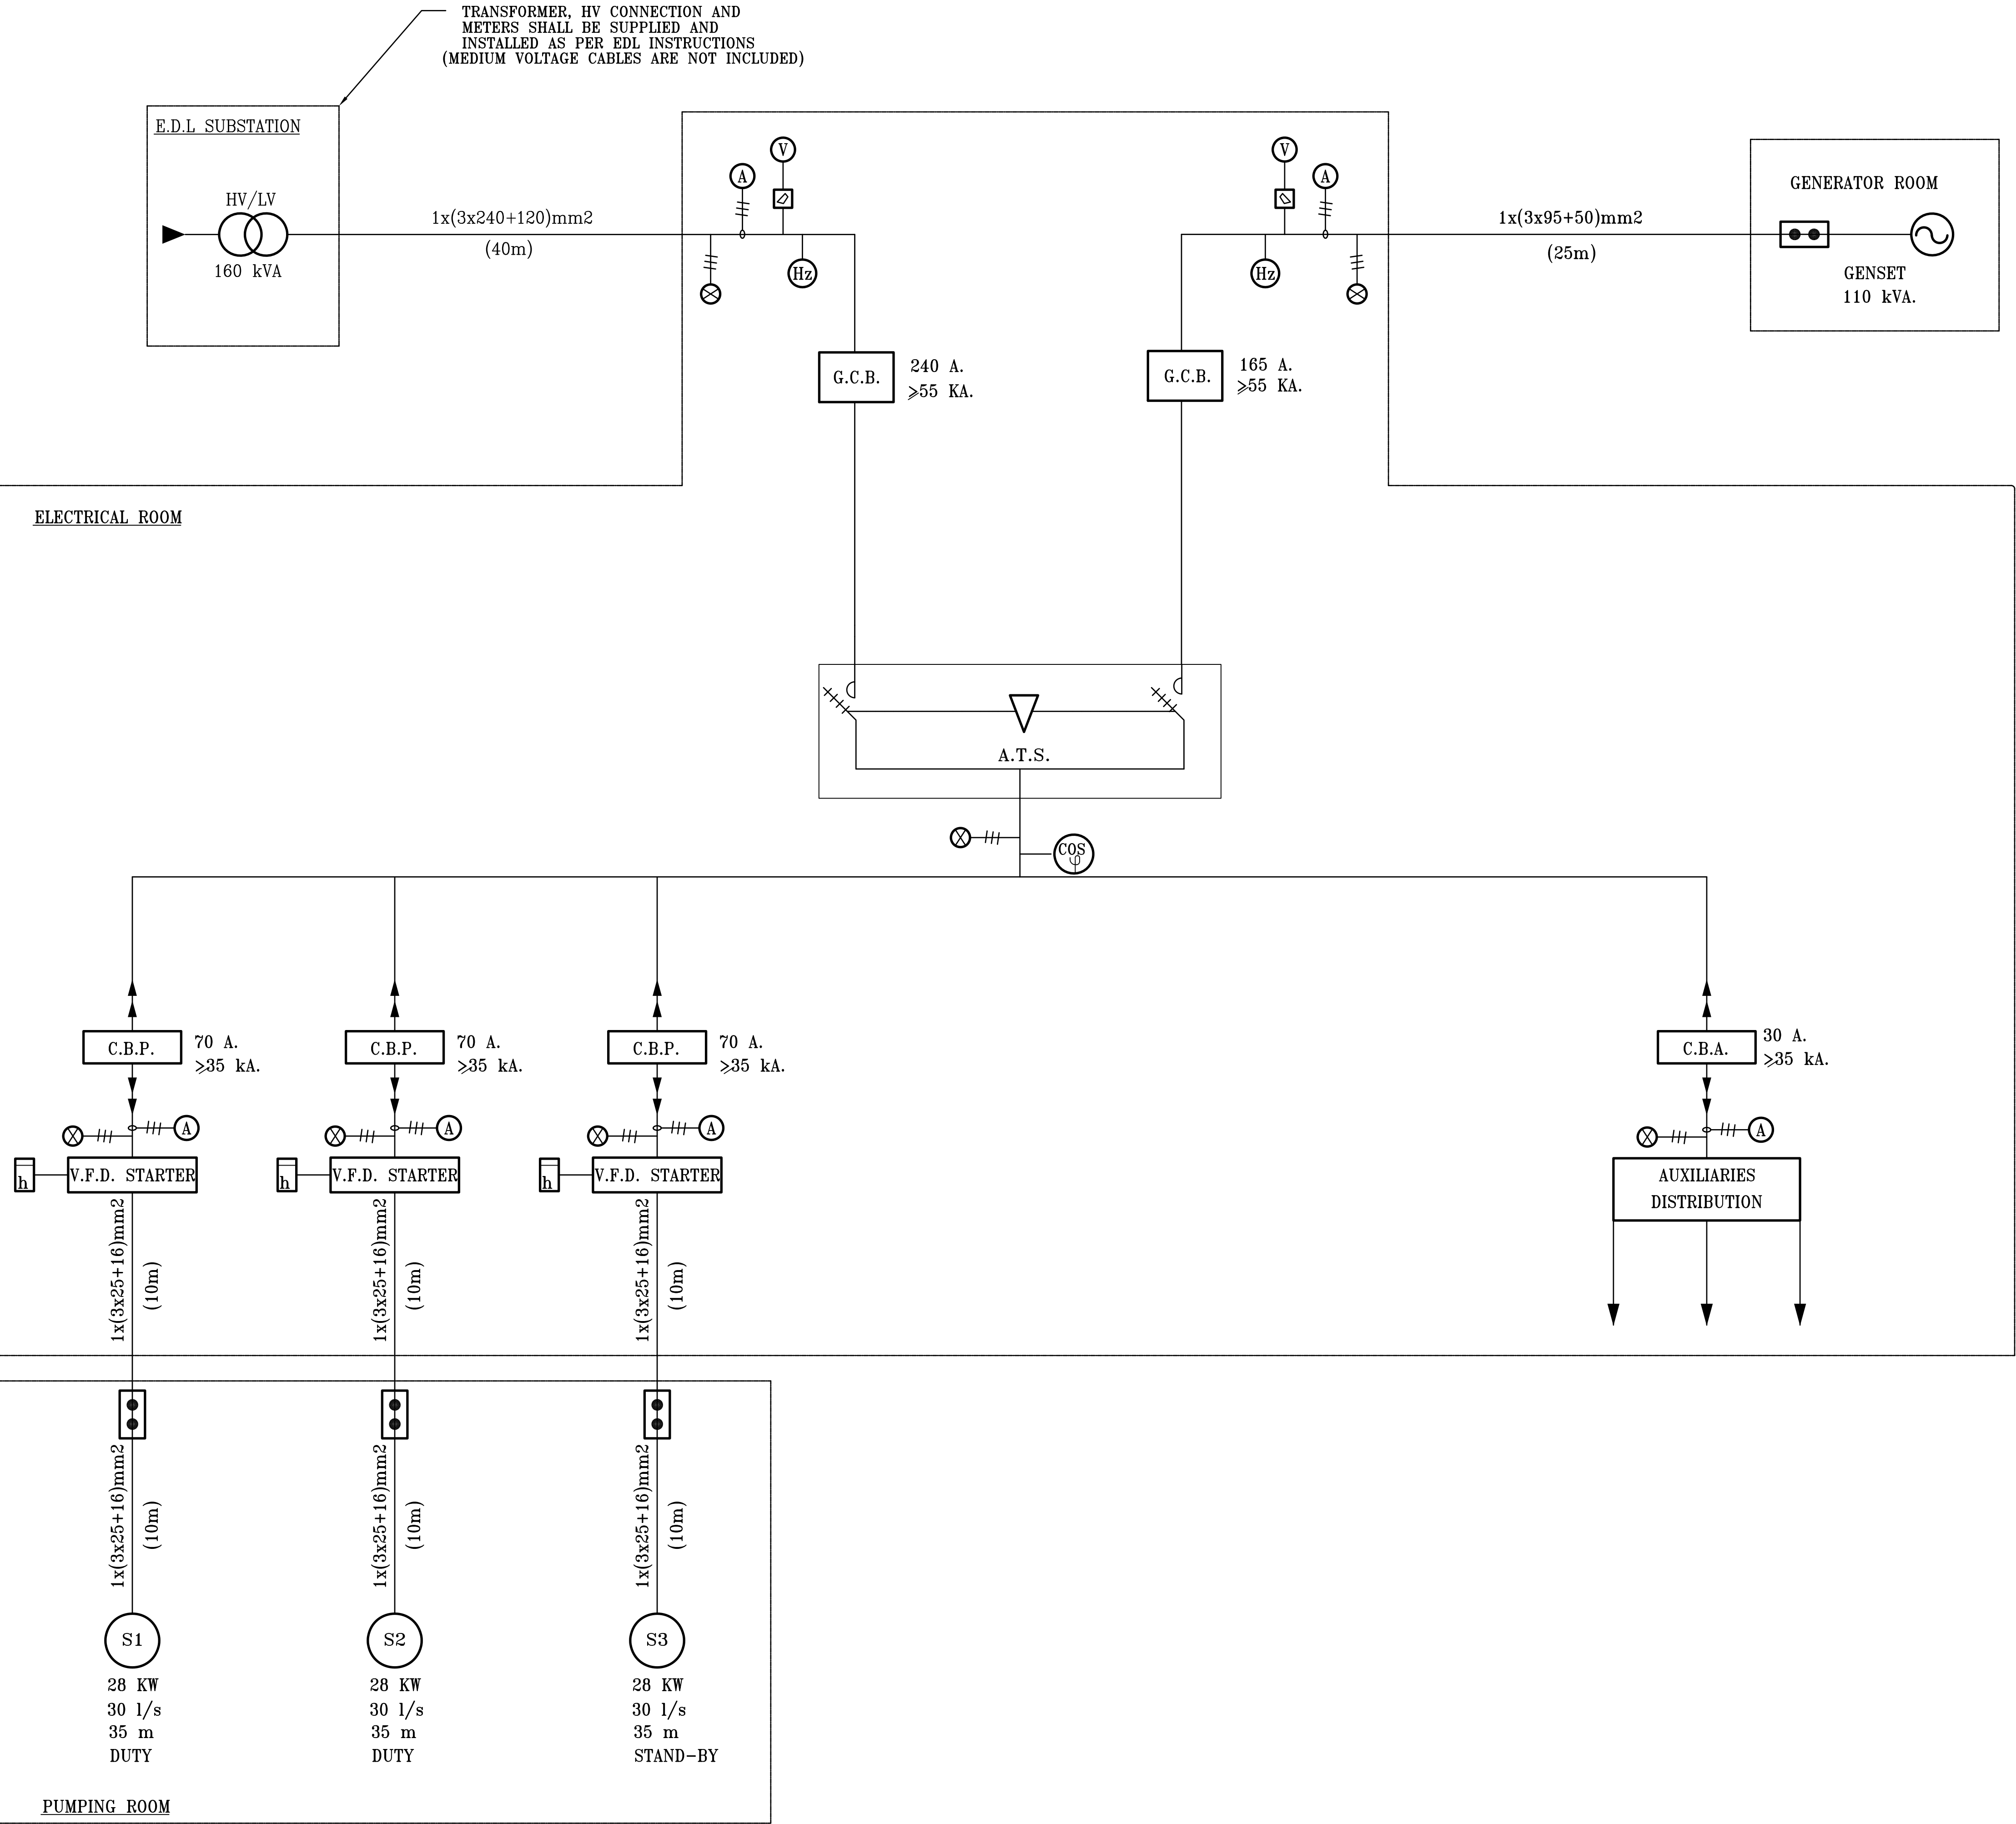 TRANSFORMER, HV CONNECTION AND
METERS SHALL BE SUPPLIED AND
INSTALLED AS PER EDL INSTRUCTIONS
(MEDIUM VOLTAGE CABLES ARE NOT INCLUDED)
E.D.L SUBSTATION
HV/LV
160 kVA
1x(3x240+120)mm2
(40m)
A
V
Hz
V
A
Hz
1x(3x95+50)mm2
(25m)
GENERATOR ROOM
GENSET
110 kVA.
G.C.B.
240 A.
⩾55 KA.
G.C.B.
165 A.
⩾55 KA.
ELECTRICAL ROOM
A.T.S.
COS
φ
C.B.P.
70 A.
⩾35 kA.
C.B.P.
70 A.
⩾35 kA.
C.B.P.
70 A.
⩾35 kA.
C.B.A.
30 A.
⩾35 kA.
A
A
A
A
h
V.F.D. STARTER
h
V.F.D. STARTER
h
V.F.D. STARTER
AUXILIARIES
DISTRIBUTION
1x(3x25+16)mm2
(10m)
1x(3x25+16)mm2
(10m)
1x(3x25+16)mm2
(10m)
1x(3x25+16)mm2
(10m)
1x(3x25+16)mm2
(10m)
1x(3x25+16)mm2
(10m)
S1
28 KW
30 l/s
35 m
DUTY
S2
28 KW
30 l/s
35 m
DUTY
S3
28 KW
30 l/s
35 m
STAND-BY
PUMPING ROOM